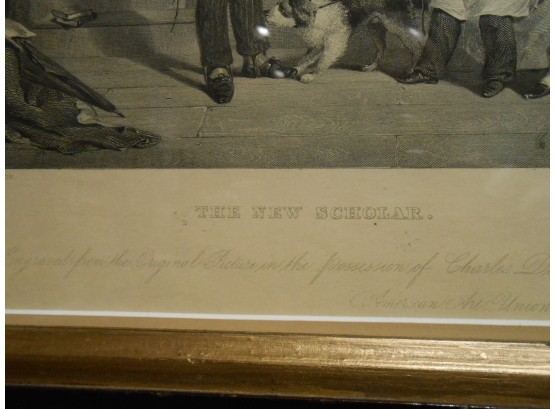 THE NEW SCHOLAR.
Engraved from the Original Picture in the possession of Charles
American Art-Union